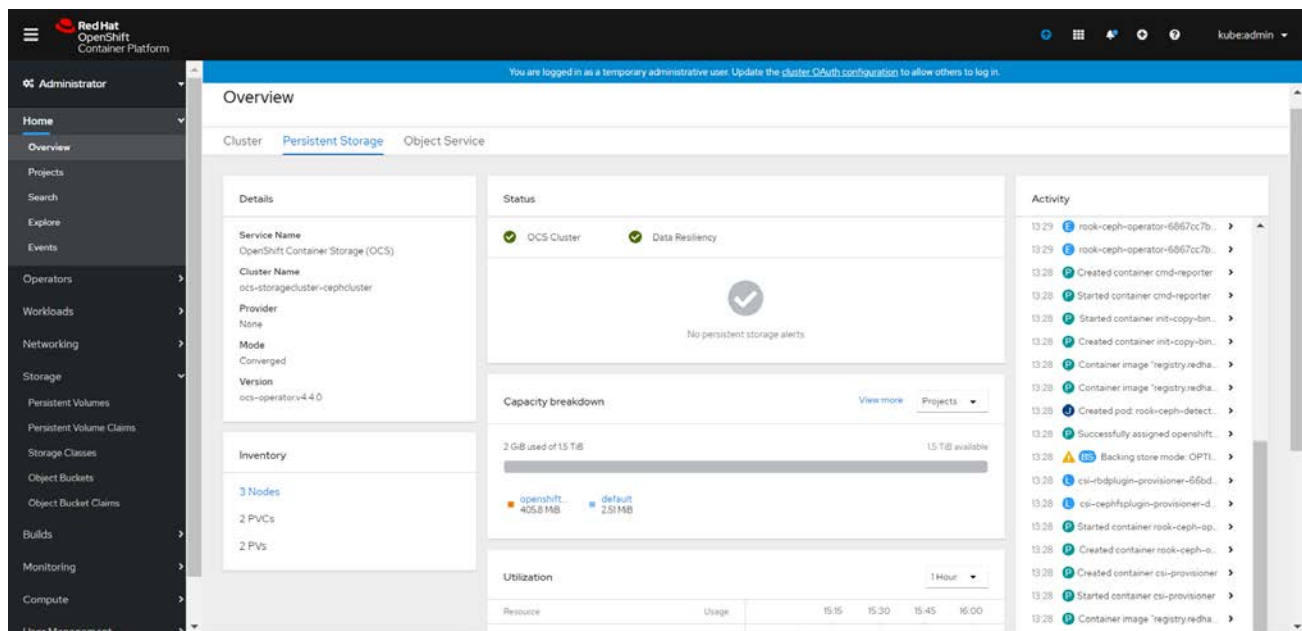 Red Hat
OpenShift
Container Platform
kube:admin
You are logged in as a temporary administrative user. Update the cluster OAuth configuration to allow others to log in.
Administrator
Home
Overview
Projects
Search
Explore
Events
Operators
Workloads
Networking
Storage
Persistent Volumes
Persistent Volume Claims
Storage Classes
Object Buckets
Object Bucket Claims
Builds
Monitoring
Compute
User Management
Overview
Cluster Persistent Storage Object Service
Details
Service Name
OpenShift Container Storage (OCS)
Cluster Name
ocs-storagecluster-cephcluster
Provider
None
Mode
Converged
Version
ocs-operator.v4.4.0
Inventory
3 Nodes
2 PVCs
2 PVs
Status
OCS Cluster Data Resiliency
No persistent storage alerts
Capacity breakdown View more Projects
2 GiB used of 1.5 TiB 1.5 TiB available
openshift... default
405.8 MiB 2.51 MiB
Utilization 1 Hour
Resource Usage 15:15 15:30 15:45 16:00
Activity
13:29 E rook-ceph-operator-6867cc7b...
13:29 E rook-ceph-operator-6867cc7b...
13:28 P Created container cmd-reporter
13:28 P Started container cmd-reporter
13:28 P Started container init-copy-bin...
13:28 P Created container init-copy-bin...
13:28 P Container image "registry.redha...
13:28 P Container image "registry.redha...
13:28 J Created pod: rook-ceph-detect...
13:28 P Successfully assigned openshift...
13:28 BS Backing store mode: OPTI...
13:28 L csi-rbdplugin-provisioner-66bd...
13:28 L csi-cephfsplugin-provisioner-d...
13:28 P Started container rook-ceph-op...
13:28 P Created container rook-ceph-o...
13:28 P Created container csi-provisioner
13:28 P Started container csi-provisioner
13:28 P Container image "registry.redha...